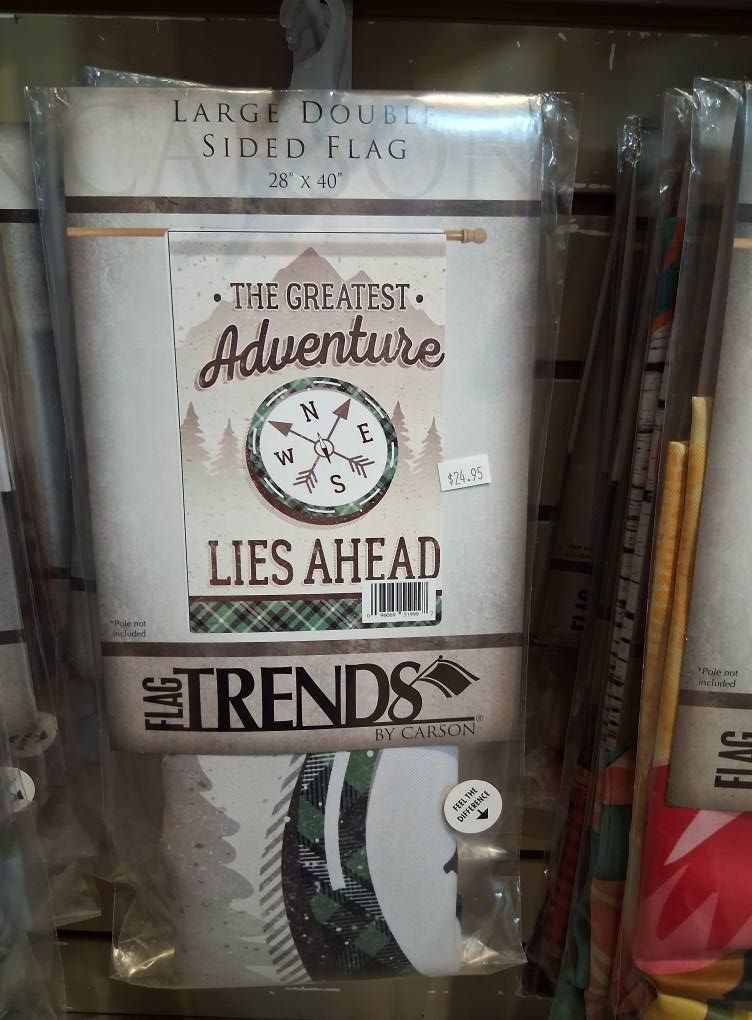 LARGE DOUBLE
SIDED FLAG
28" X 40"
• THE GREATEST •
Adventure
N
E
W
S
$24.95
LIES AHEAD
*Pole not
included
FLAG TRENDS
BY CARSON®
FEEL THE
DIFFERENCE
*Pole not
included
FLAG